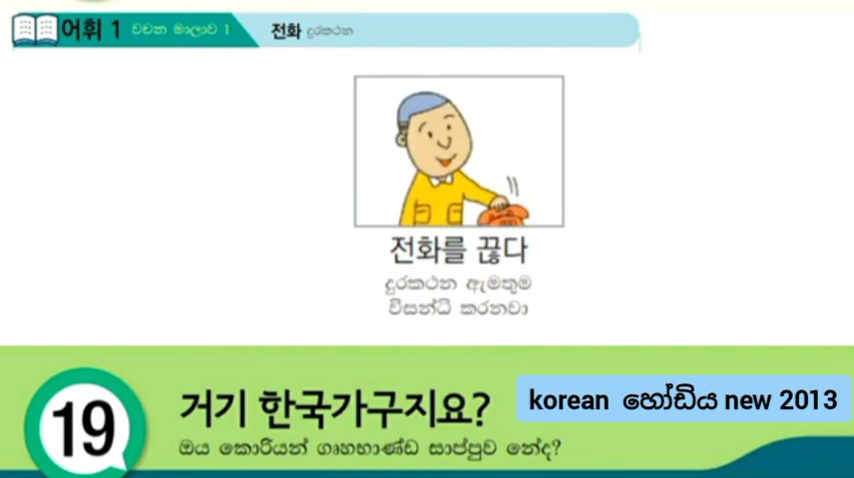 어휘 1 වචන මාලාව 1 전화 දුරකථන
전화를 끊다
දුරකථන ඇමතුම
විසන්ධි කරනවා
19 거기 한국가구지요?
ඔය කොරියන් ගෘහභාණ්ඩ සාප්පුව නේද?
korean හෝඩිය new 2013